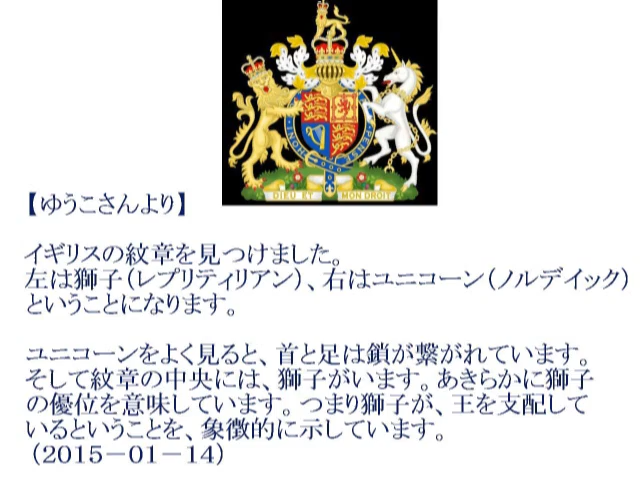 HONI
PENSE
DIEU ET MON DROIT
【ゆうこさんより】
イギリスの紋章を見つけました。
左は獅子（レプリティリアン）、右はユニコーン（ノルデイック）
ということになります。
ユニコーンをよく見ると、首と足は鎖が繋がれています。
そして紋章の中央には、獅子がいます。あきらかに獅子
の優位を意味しています。つまり獅子が、王を支配して
いるということを、象徴的に示しています。
（2015－01－14）